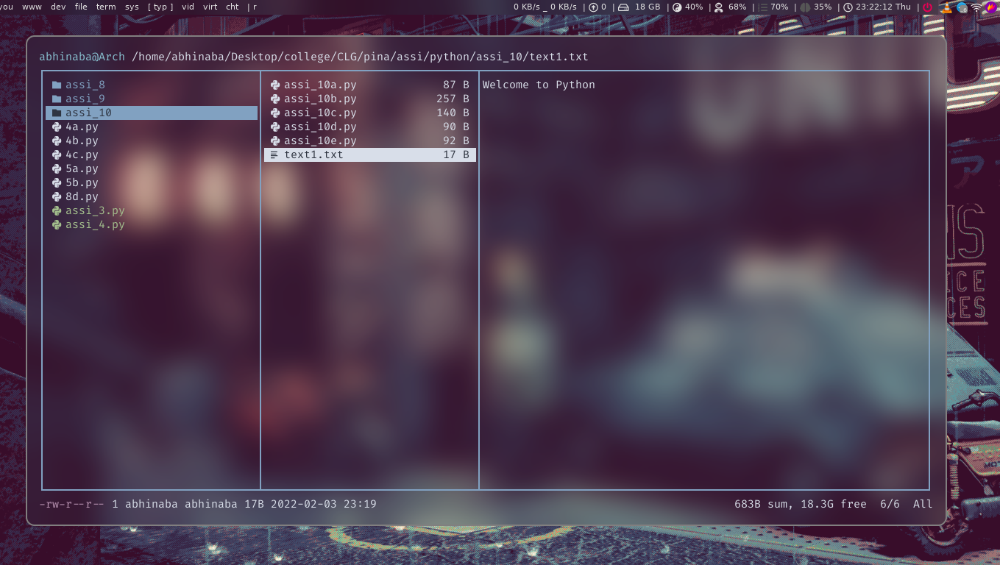 you www dev file term sys [ typ ] vid virt cht | r
0 KB/s _ 0 KB/s | 0 | 18 GB | 40% | 68% | 70% | 35% | 23:22:12 Thu |
abhinaba@Arch /home/abhinaba/Desktop/college/CLG/pina/assi/python/assi_10/text1.txt
assi_8
assi_9
assi_10
4a.py
4b.py
4c.py
5a.py
5b.py
8d.py
assi_3.py
assi_4.py
assi_10a.py 87 B
assi_10b.py 257 B
assi_10c.py 140 B
assi_10d.py 90 B
assi_10e.py 92 B
text1.txt 17 B
Welcome to Python
-rw-r--r-- 1 abhinaba abhinaba 17B 2022-02-03 23:19
683B sum, 18.3G free 6/6 All
ア